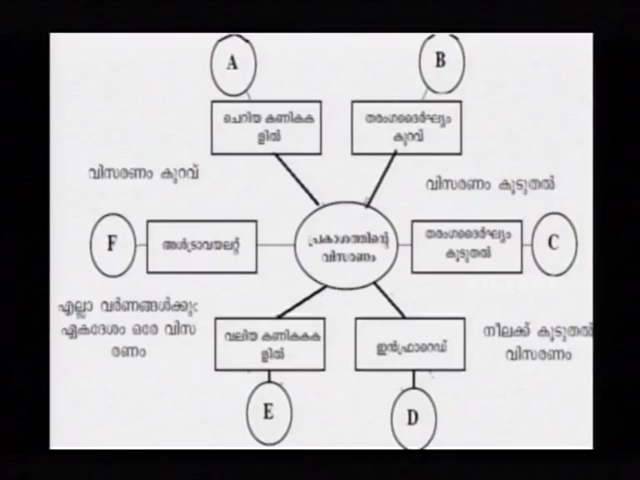 A
B
ചെറിയ കണികക
ളിൽ
തരംഗദൈർഘ്യം
കുറവ്
വിസരണം കുറവ്
വിസരണം കൂടുതൽ
F
അൾട്രാവയലറ്റ്
പ്രകാശത്തിന്റെ
വിസരണം
തരംഗദൈർഘ്യം
കൂടുതൽ
C
എല്ലാ വർണങ്ങൾക്കും
ഏകദേശം ഒരേ വിസ
രണം
വലിയ കണികകക
ളിൽ
ഇൻഫ്രാറെഡ്
നീലക്ക് കൂടുതൽ
വിസരണം
E
D